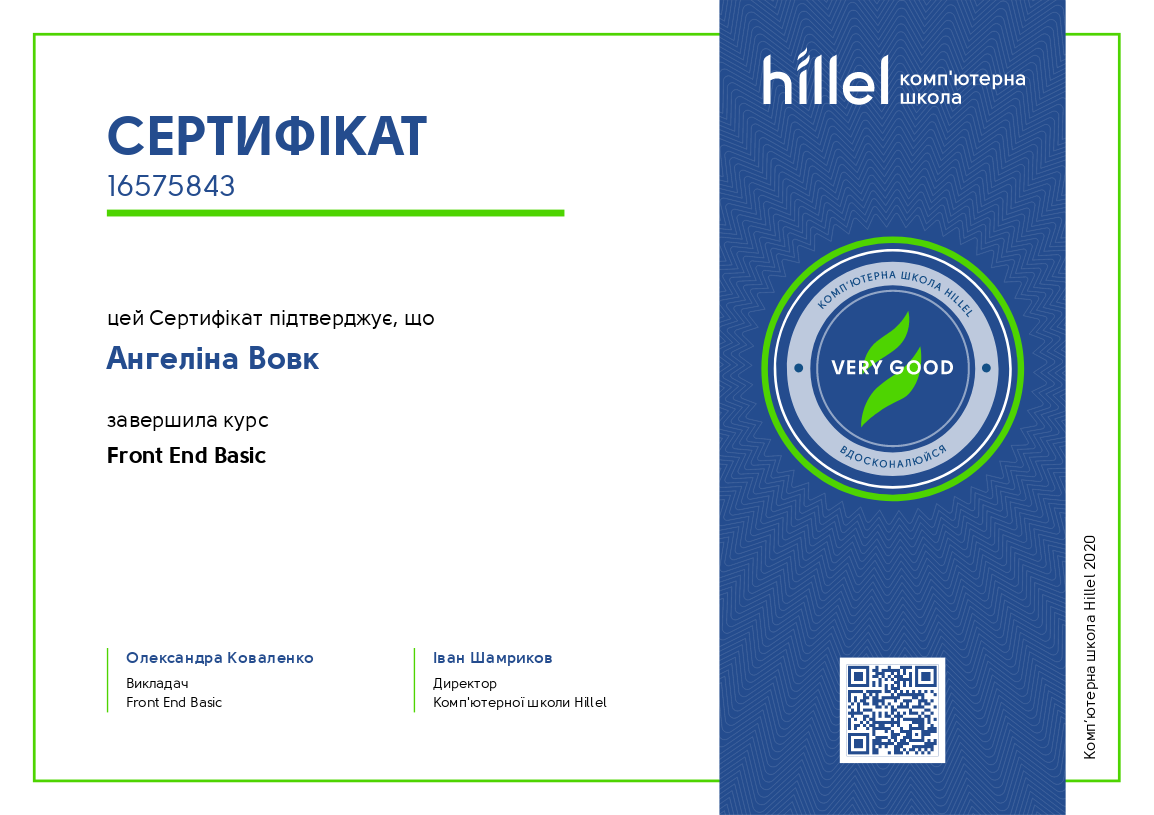 СЕРТИФІКАТ
16575843
цей Сертифікат підтверджує, що
Ангеліна Вовк
завершила курс
Front End Basic
Олександра Коваленко
Викладач
Front End Basic
Іван Шамриков
Директор
Комп'ютерної школи Hillel
hillel комп'ютерна
школа
КОМП'ЮТЕРНА ШКОЛА HILLEL
VERY GOOD
ВДОСКОНАЛЮЙСЯ
Комп'ютерна школа Hillel 2020